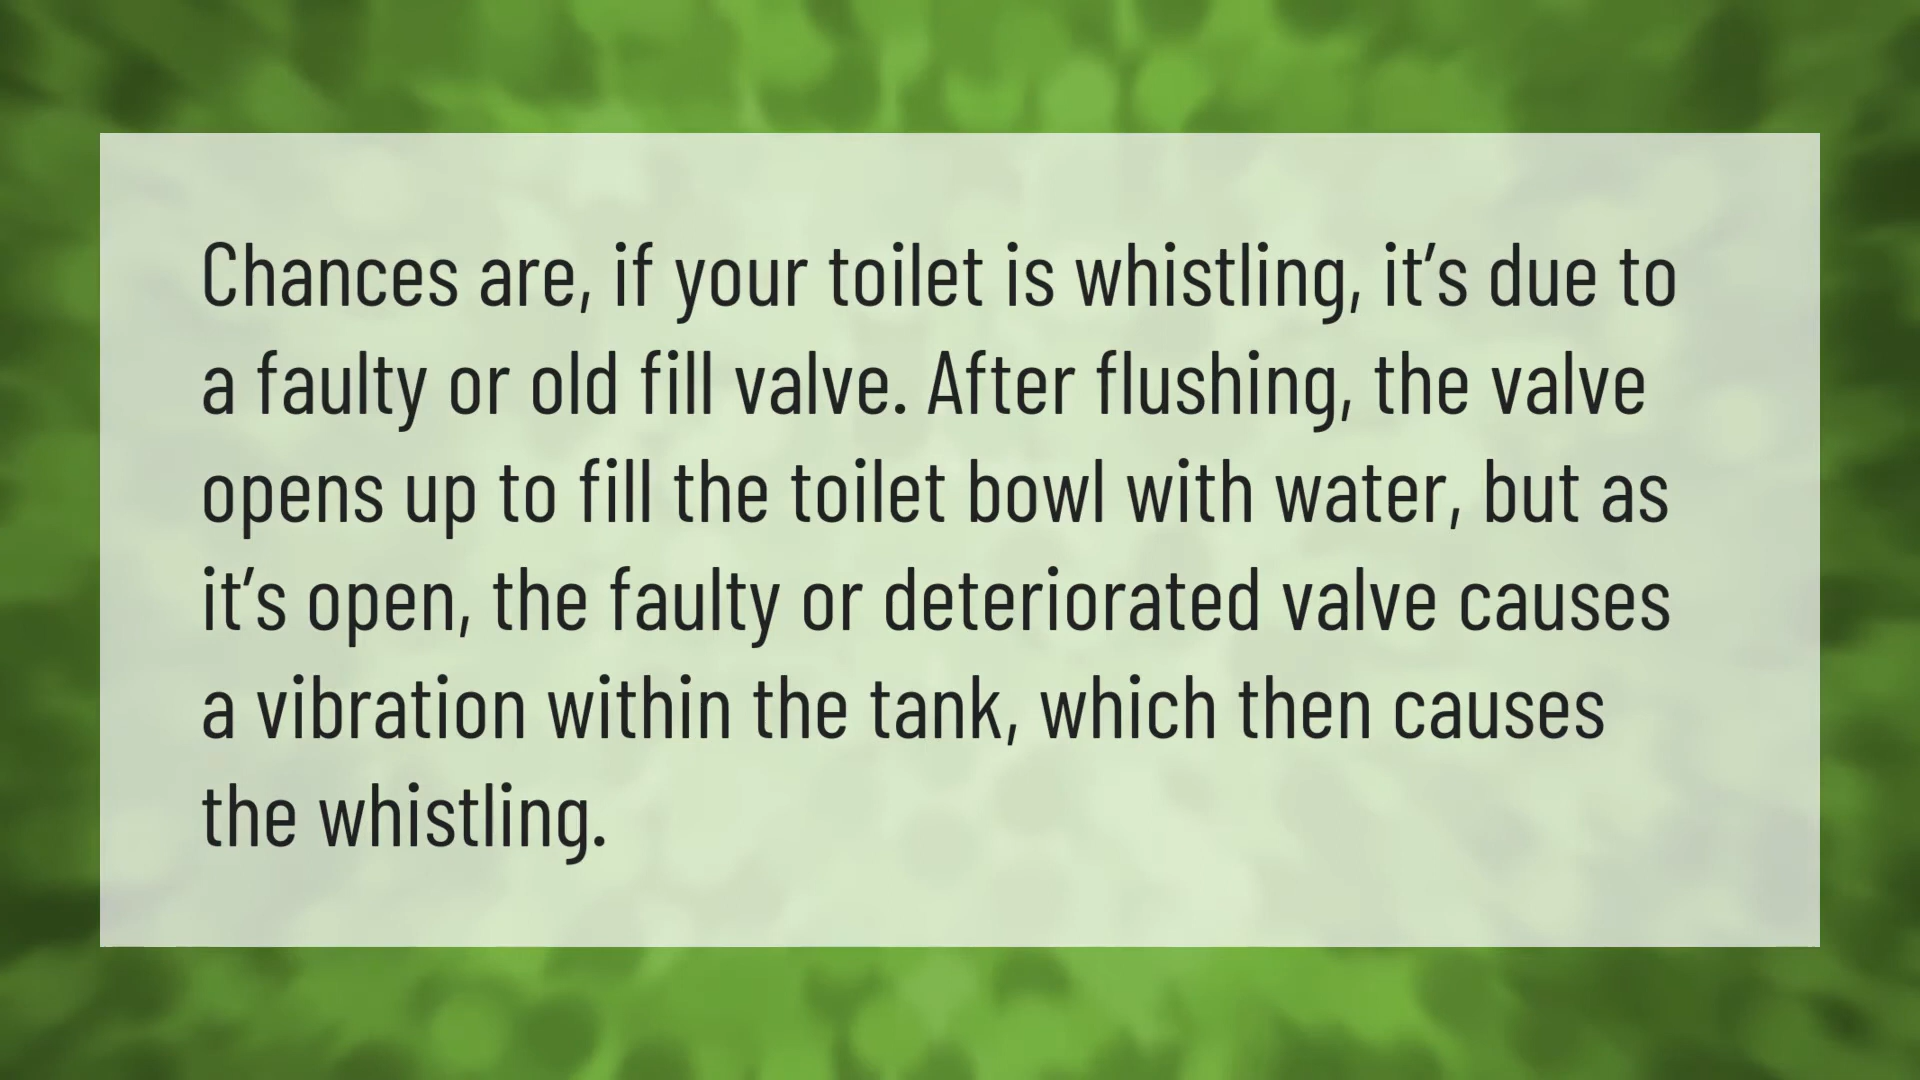 Chances are, if your toilet is whistling, it’s due to
a faulty or old fill valve. After flushing, the valve
opens up to fill the toilet bowl with water, but as
it’s open, the faulty or deteriorated valve causes
a vibration within the tank, which then causes
the whistling.